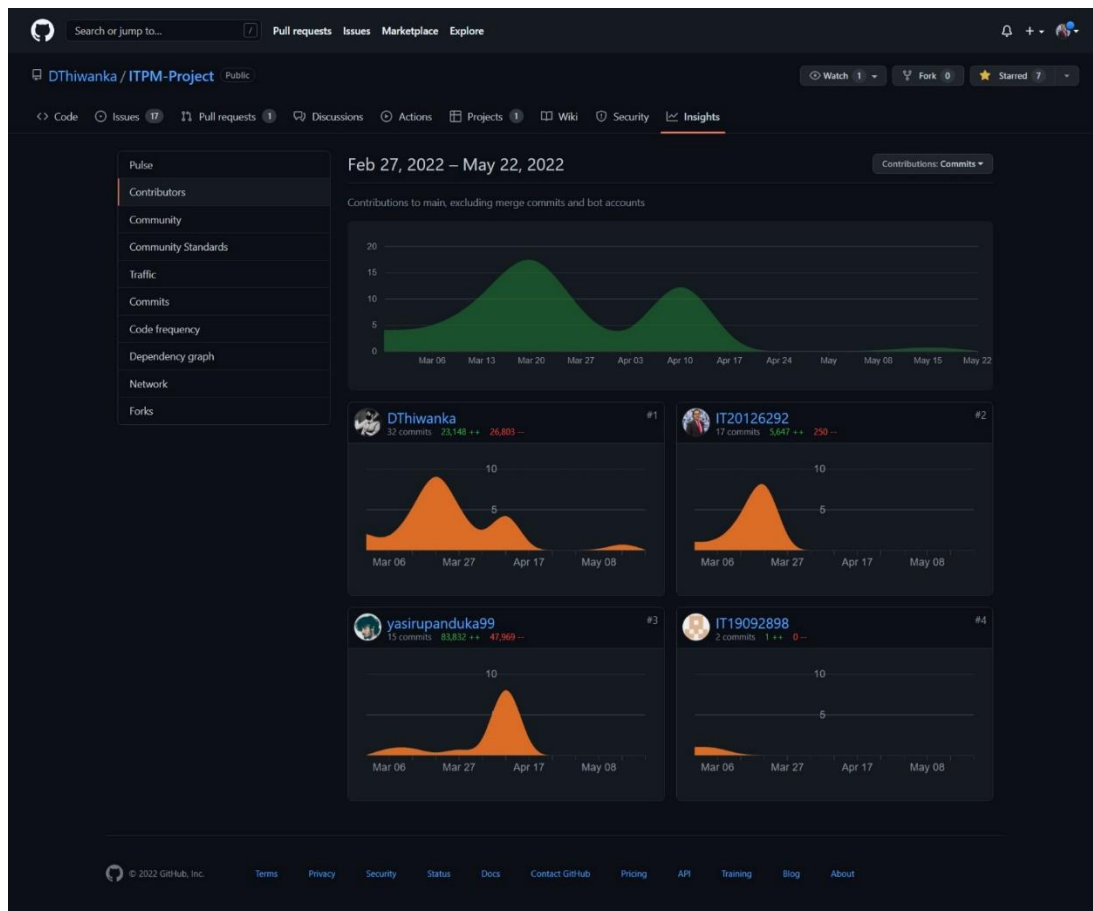 Search or jump to... / Pull requests Issues Marketplace Explore
DThiwanka / ITPM-Project Public Watch 1 Fork 0 Starred 7
<> Code Issues 17 Pull requests 1 Discussions Actions Projects 1 Wiki Security Insights
Pulse
Contributors
Community
Community Standards
Traffic
Commits
Code frequency
Dependency graph
Network
Forks
Feb 27, 2022 – May 22, 2022 Contributions: Commits
Contributions to main, excluding merge commits and bot accounts
20
15
10
5
0
Mar 06 Mar 13 Mar 20 Mar 27 Apr 03 Apr 10 Apr 17 Apr 24 May May 08 May 15 May 22
DThiwanka #1
32 commits 23,148 ++ 26,803 --
10
5
Mar 06 Mar 27 Apr 17 May 08
IT20126292 #2
17 commits 5,647 ++ 250 --
10
5
Mar 06 Mar 27 Apr 17 May 08
yasirupanduka99 #3
15 commits 83,832 ++ 47,969 --
10
5
Mar 06 Mar 27 Apr 17 May 08
IT19092898 #4
2 commits 1 ++ 0 --
10
5
Mar 06 Mar 27 Apr 17 May 08
© 2022 GitHub, Inc. Terms Privacy Security Status Docs Contact GitHub Pricing API Training Blog About